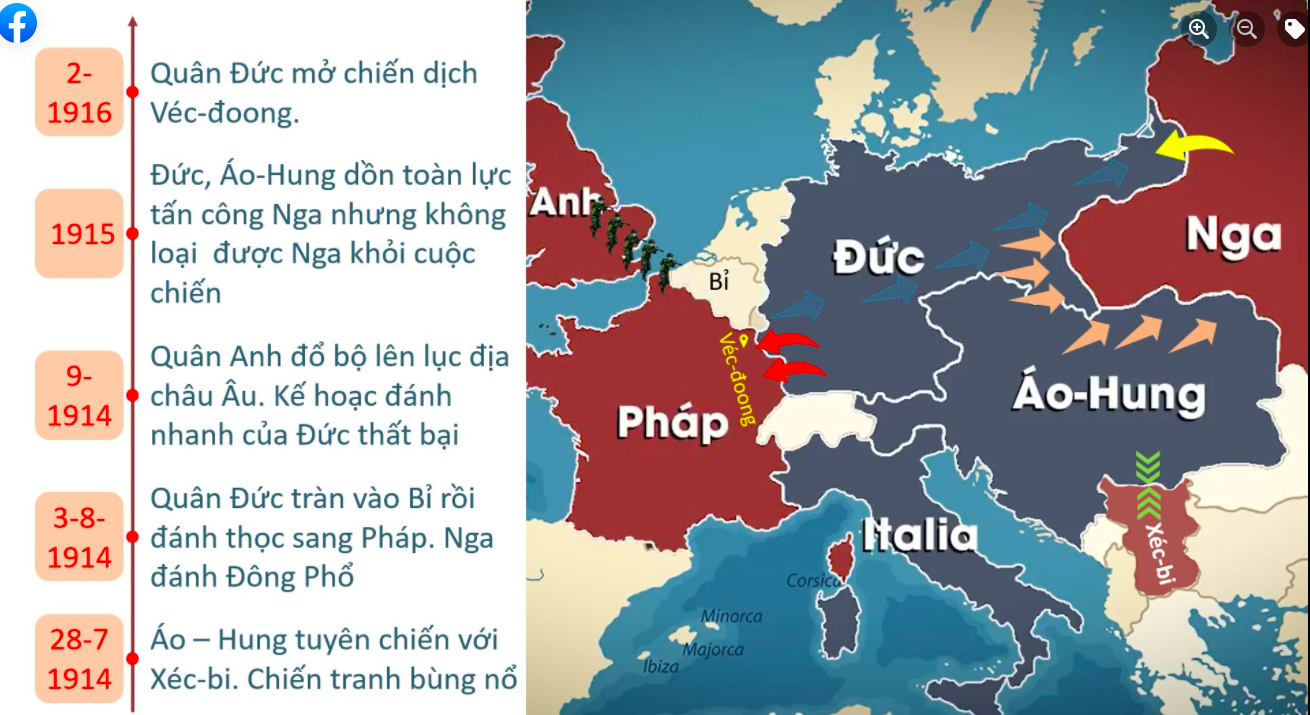 2-
1916
Quân Đức mở chiến dịch
Véc-đoong.
1915
Đức, Áo-Hung dồn toàn lực
tấn công Nga nhưng không
loại được Nga khỏi cuộc
chiến
9-
1914
Quân Anh đổ bộ lên lục địa
châu Âu. Kế hoạc đánh
nhanh của Đức thất bại
3-8-
1914
Quân Đức tràn vào Bỉ rồi
đánh thọc sang Pháp. Nga
đánh Đông Phổ
28-7
1914
Áo – Hung tuyên chiến với
Xéc-bi. Chiến tranh bùng nổ
Anh
Nga
Đức
Bỉ
Véc-đoong
Áo-Hung
Pháp
Italia
Xéc-bi
Corsica
Minorca
Majorca
Ibiza